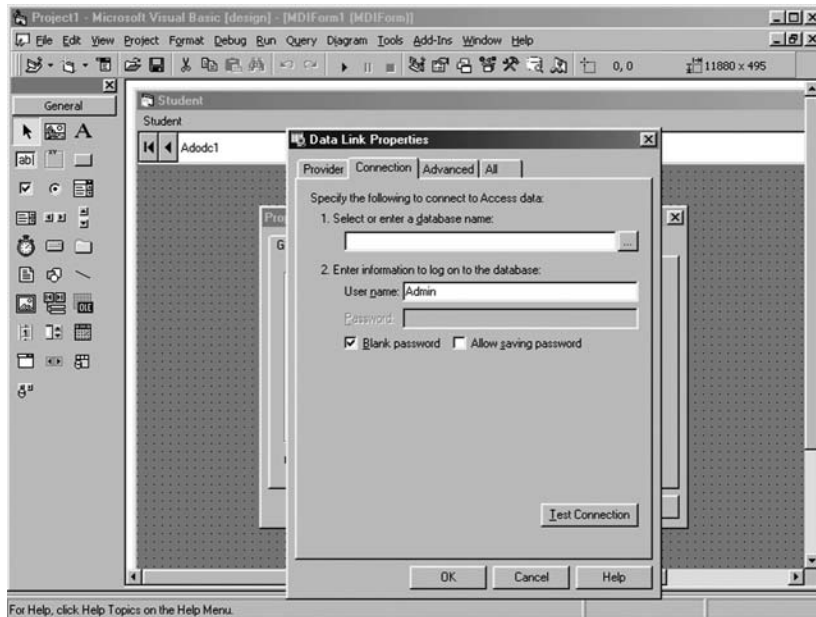 Project1 - Microsoft Visual Basic [design] - [MDIForm1 (MDIForm)]
File Edit View Project Format Debug Run Query Diagram Tools Add-Ins Window Help
0, 0
11880 x 495
General
A
ab|
XY
OLE
Student
Student
Adodc1
Data Link Properties
Provider Connection Advanced All
Specify the following to connect to Access data:
1. Select or enter a database name:
...
2. Enter information to log on to the database:
User name: Admin
Password:
Blank password Allow saving password
Test Connection
OK Cancel Help
Pro
G
For Help, click Help Topics on the Help Menu.